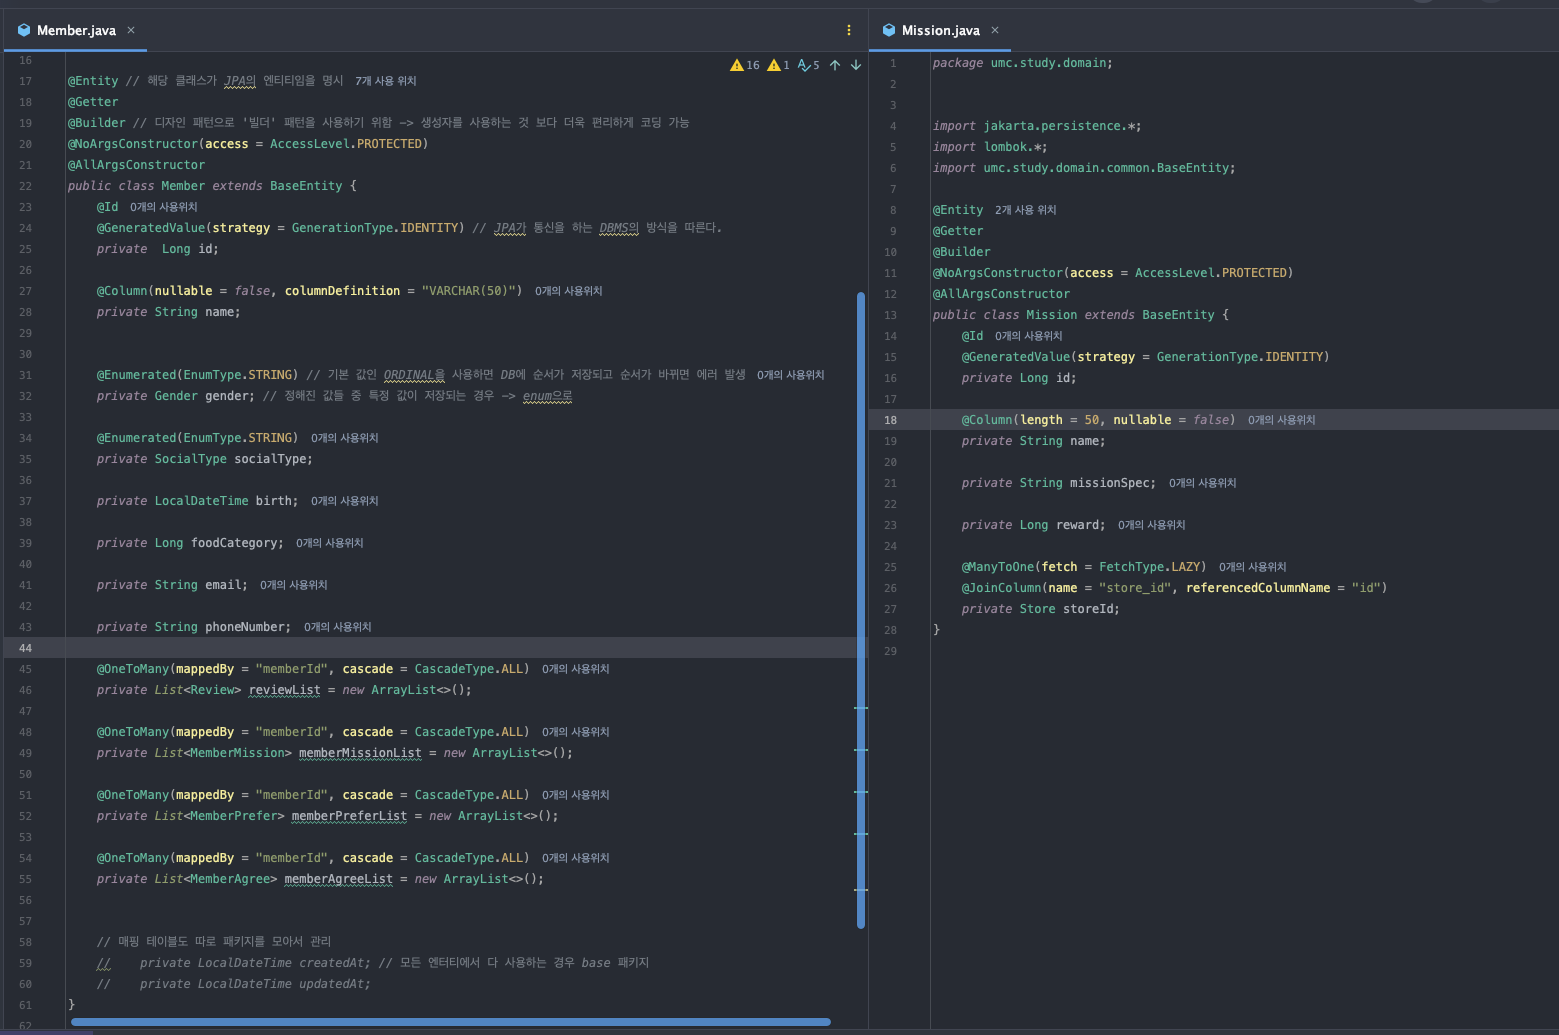 Member.java ×
16 1 5
16
17 @Entity // 해당 클래스가 JPA의 엔티티임을 명시 7개 사용 위치
18 @Getter
19 @Builder // 디자인 패턴으로 '빌더' 패턴을 사용하기 위함 -> 생성자를 사용하는 것 보다 더욱 편리하게 코딩 가능
20 @NoArgsConstructor(access = AccessLevel.PROTECTED)
21 @AllArgsConstructor
22 public class Member extends BaseEntity {
23 @Id 0개의 사용위치
24 @GeneratedValue(strategy = GenerationType.IDENTITY) // JPA가 통신을 하는 DBMS의 방식을 따른다.
25 private  Long id;
26
27 @Column(nullable = false, columnDefinition = "VARCHAR(50)") 0개의 사용위치
28 private String name;
29
30
31 @Enumerated(EnumType.STRING) // 기본 값인 ORDINAL을 사용하면 DB에 순서가 저장되고 순서가 바뀌면 에러 발생 0개의 사용위치
32 private Gender gender; // 정해진 값들 중 특정 값이 저장되는 경우 -> enum으로
33
34 @Enumerated(EnumType.STRING) 0개의 사용위치
35 private SocialType socialType;
36
37 private LocalDateTime birth; 0개의 사용위치
38
39 private Long foodCategory; 0개의 사용위치
40
41 private String email; 0개의 사용위치
42
43 private String phoneNumber; 0개의 사용위치
44
45 @OneToMany(mappedBy = "memberId", cascade = CascadeType.ALL) 0개의 사용위치
46 private List<Review> reviewList = new ArrayList<>();
47
48 @OneToMany(mappedBy = "memberId", cascade = CascadeType.ALL) 0개의 사용위치
49 private List<MemberMission> memberMissionList = new ArrayList<>();
50
51 @OneToMany(mappedBy = "memberId", cascade = CascadeType.ALL) 0개의 사용위치
52 private List<MemberPrefer> memberPreferList = new ArrayList<>();
53
54 @OneToMany(mappedBy = "memberId", cascade = CascadeType.ALL) 0개의 사용위치
55 private List<MemberAgree> memberAgreeList = new ArrayList<>();
56
57
58 // 매핑 테이블도 따로 패키지를 모아서 관리
59 // private LocalDateTime createdAt; // 모든 엔터티에서 다 사용하는 경우 base 패키지
60 // private LocalDateTime updatedAt;
61 }
62
Mission.java ×
1 package umc.study.domain;
2
3
4 import jakarta.persistence.*;
5 import lombok.*;
6 import umc.study.domain.common.BaseEntity;
7
8 @Entity 2개 사용 위치
9 @Getter
10 @Builder
11 @NoArgsConstructor(access = AccessLevel.PROTECTED)
12 @AllArgsConstructor
13 public class Mission extends BaseEntity {
14 @Id 0개의 사용위치
15 @GeneratedValue(strategy = GenerationType.IDENTITY)
16 private Long id;
17
18 @Column(length = 50, nullable = false) 0개의 사용위치
19 private String name;
20
21 private String missionSpec; 0개의 사용위치
22
23 private Long reward; 0개의 사용위치
24
25 @ManyToOne(fetch = FetchType.LAZY) 0개의 사용위치
26 @JoinColumn(name = "store_id", referencedColumnName = "id")
27 private Store storeId;
28 }
29